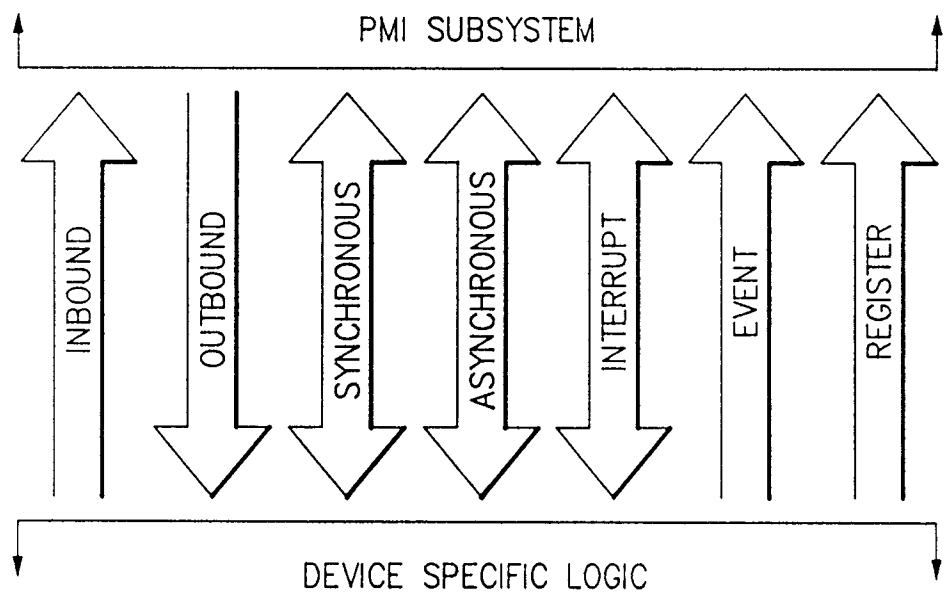 PMI SUBSYSTEM
INBOUND
OUTBOUND
SYNCHRONOUS
ASYNCHRONOUS
INTERRUPT
EVENT
REGISTER
DEVICE SPECIFIC LOGIC